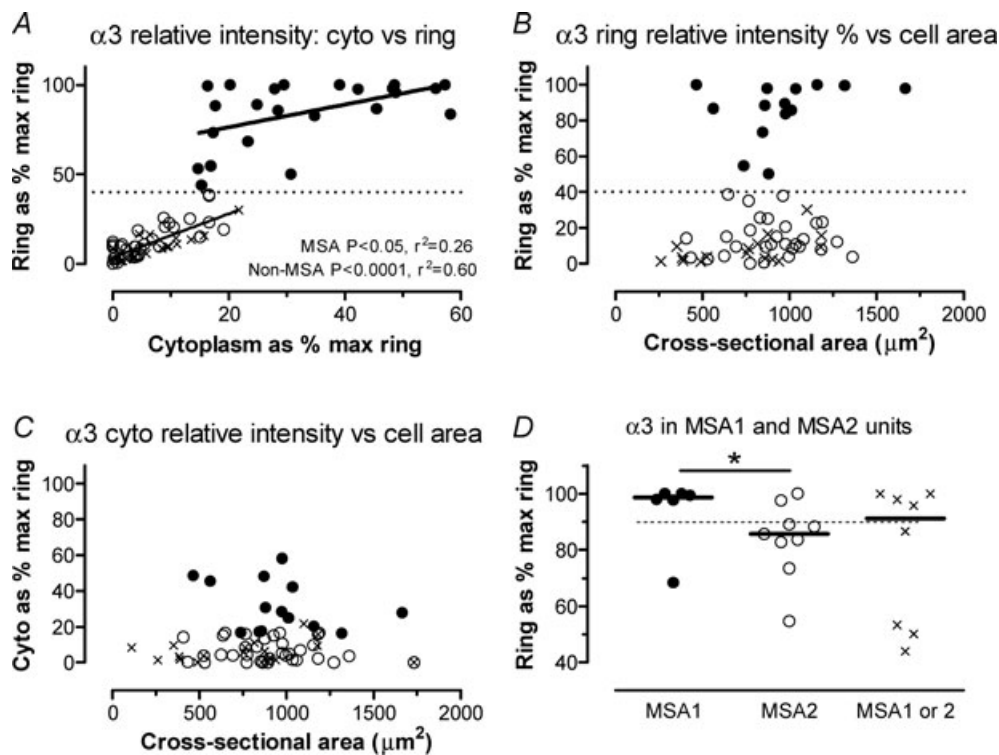 A
α3 relative intensity: cyto vs ring
Ring as % max ring
100
50
0
MSA P<0.05, r²=0.26
Non-MSA P<0.0001, r²=0.60
0 20 40 60
Cytoplasm as % max ring
B
α3 ring relative intensity % vs cell area
Ring as % max ring
100
80
60
40
20
0
0 500 1000 1500 2000
Cross-sectional area (μm²)
C
α3 cyto relative intensity vs cell area
Cyto as % max ring
100
80
60
40
20
0
0 500 1000 1500 2000
Cross-sectional area (μm²)
D
α3 in MSA1 and MSA2 units
*
Ring as % max ring
100
80
60
40
MSA1 MSA2 MSA1 or 2